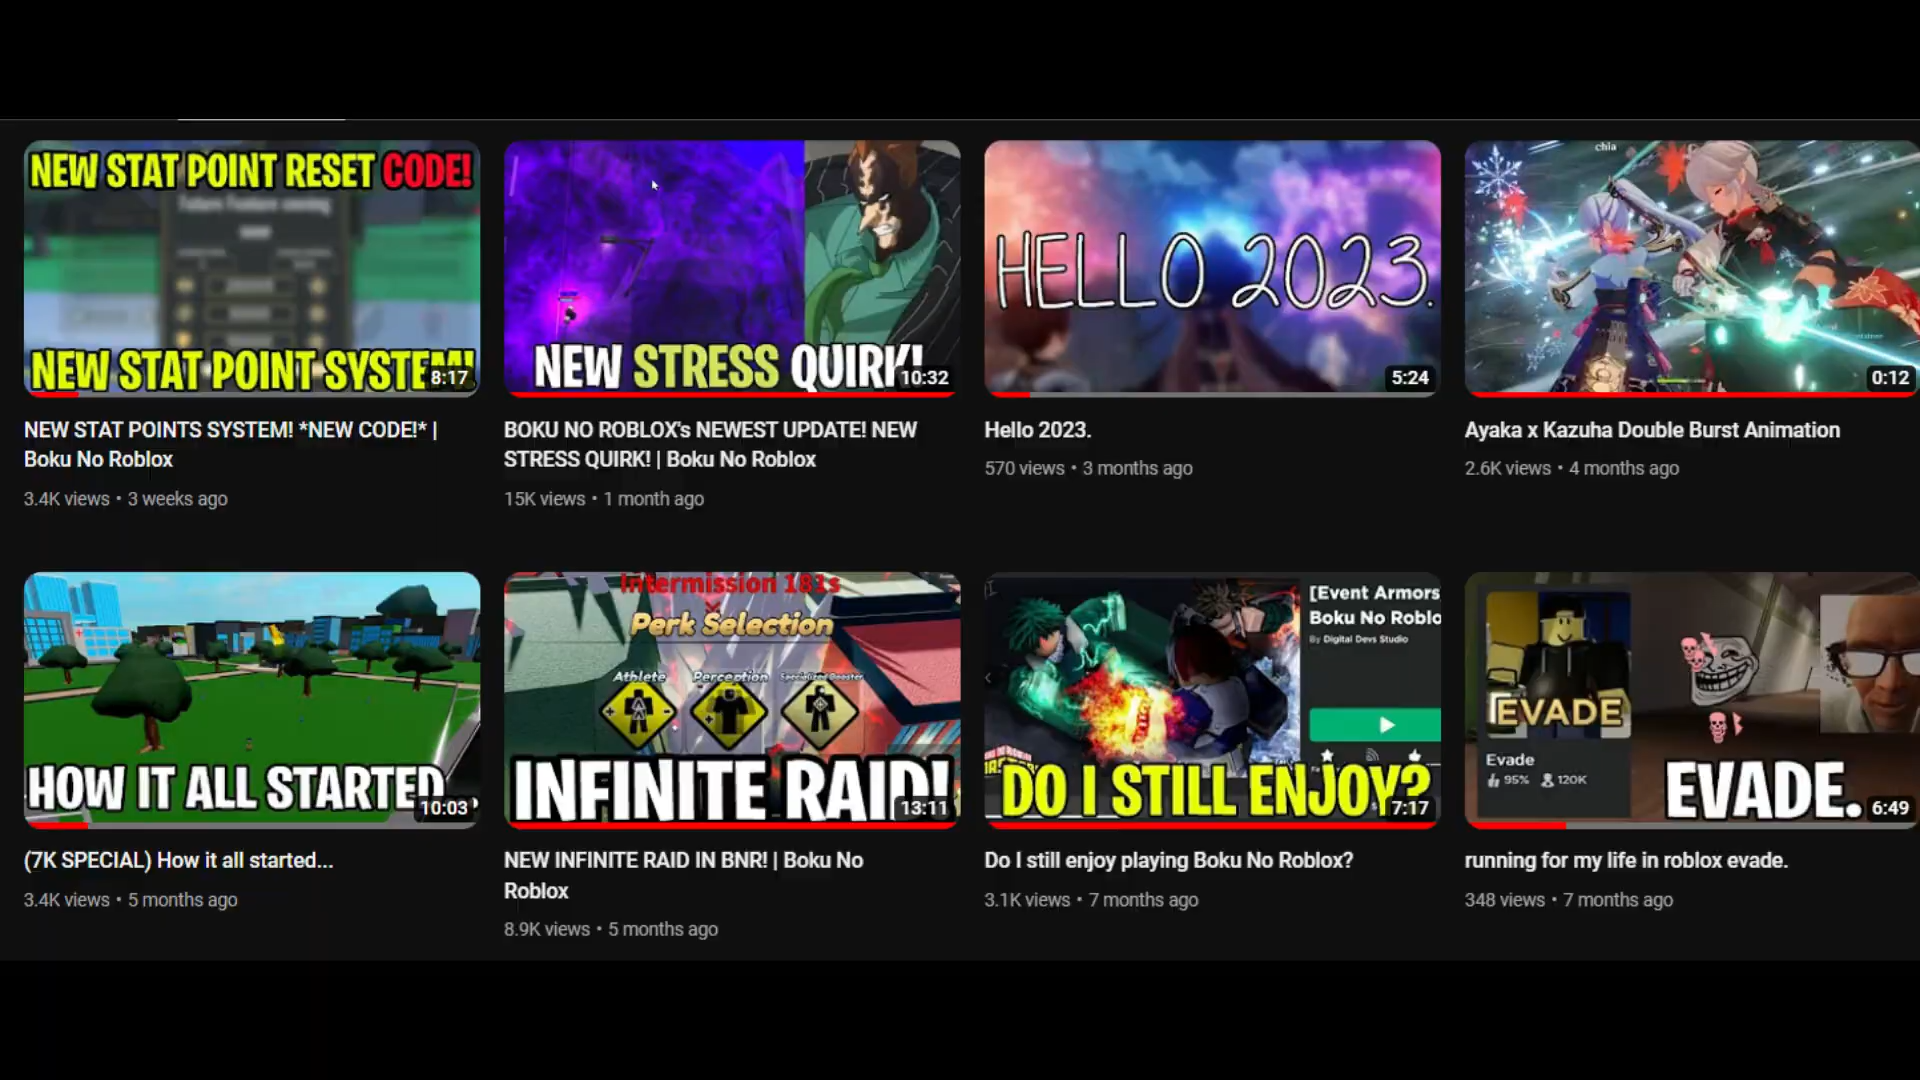 NEW STAT POINT RESET CODE!
NEW STAT POINT SYSTEM!
8:17
NEW STAT POINTS SYSTEM! *NEW CODE!* |
Boku No Roblox
3.4K views • 3 weeks ago
NEW STRESS QUIRK!
10:32
BOKU NO ROBLOX's NEWEST UPDATE! NEW
STRESS QUIRK! | Boku No Roblox
15K views • 1 month ago
HELLO 2023.
5:24
Hello 2023.
570 views • 3 months ago
chia
0:12
Ayaka x Kazuha Double Burst Animation
2.6K views • 4 months ago
HOW IT ALL STARTED
10:03
(7K SPECIAL) How it all started...
3.4K views • 5 months ago
Intermission 181s
Perk Selection
Athlete Perception Specialized Booster
INFINITE RAID!
13:11
NEW INFINITE RAID IN BNR! | Boku No
Roblox
8.9K views • 5 months ago
[Event Armors
Boku No Roblo
By Digital Devs Studio
DO I STILL ENJOY?
7:17
Do I still enjoy playing Boku No Roblox?
3.1K views • 7 months ago
EVADE
Evade
95% 120K
EVADE.
6:49
running for my life in roblox evade.
348 views • 7 months ago